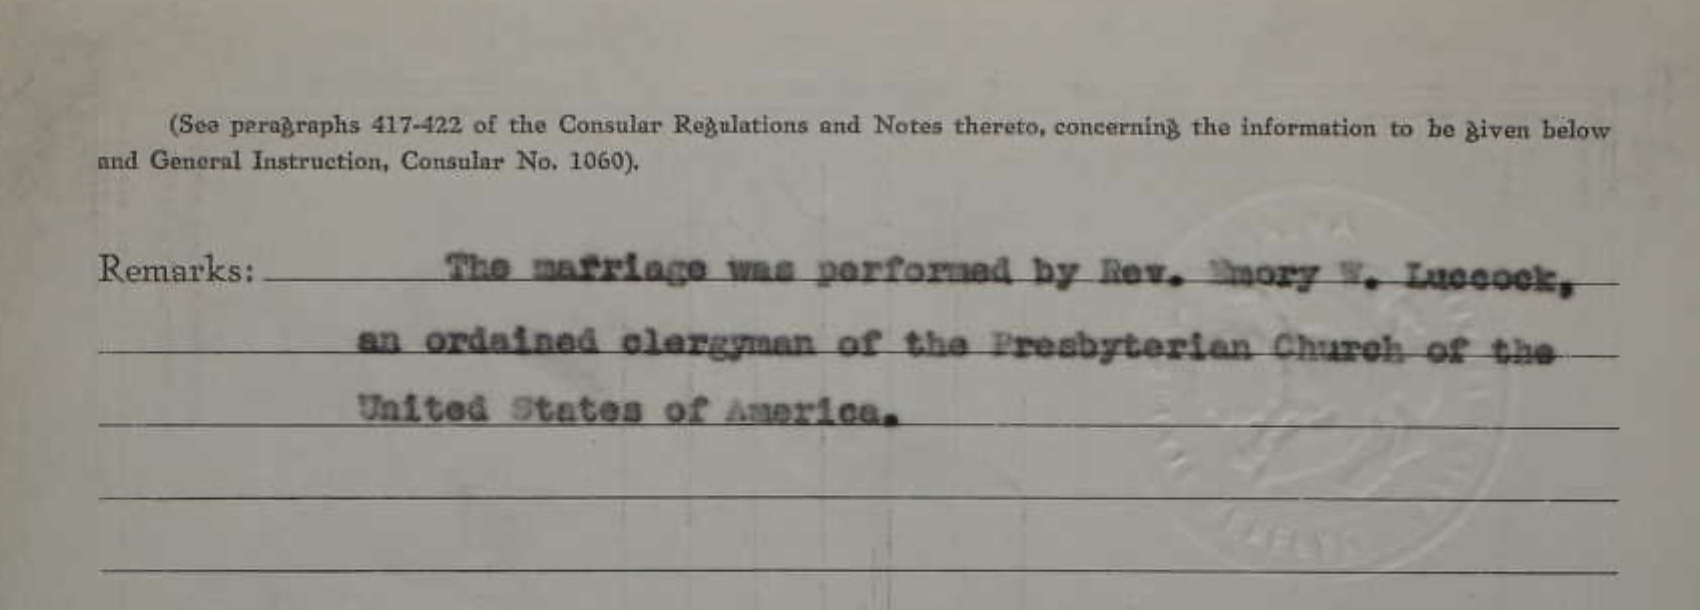 (See paragraphs 417-422 of the Consular Regulations and Notes thereto, concerning the information to be given below
and General Instruction, Consular No. 1060).
Remarks: The marriage was performed by Rev. Emory W. Luccock,
an ordained clergyman of the Presbyterian Church of the
United States of America.